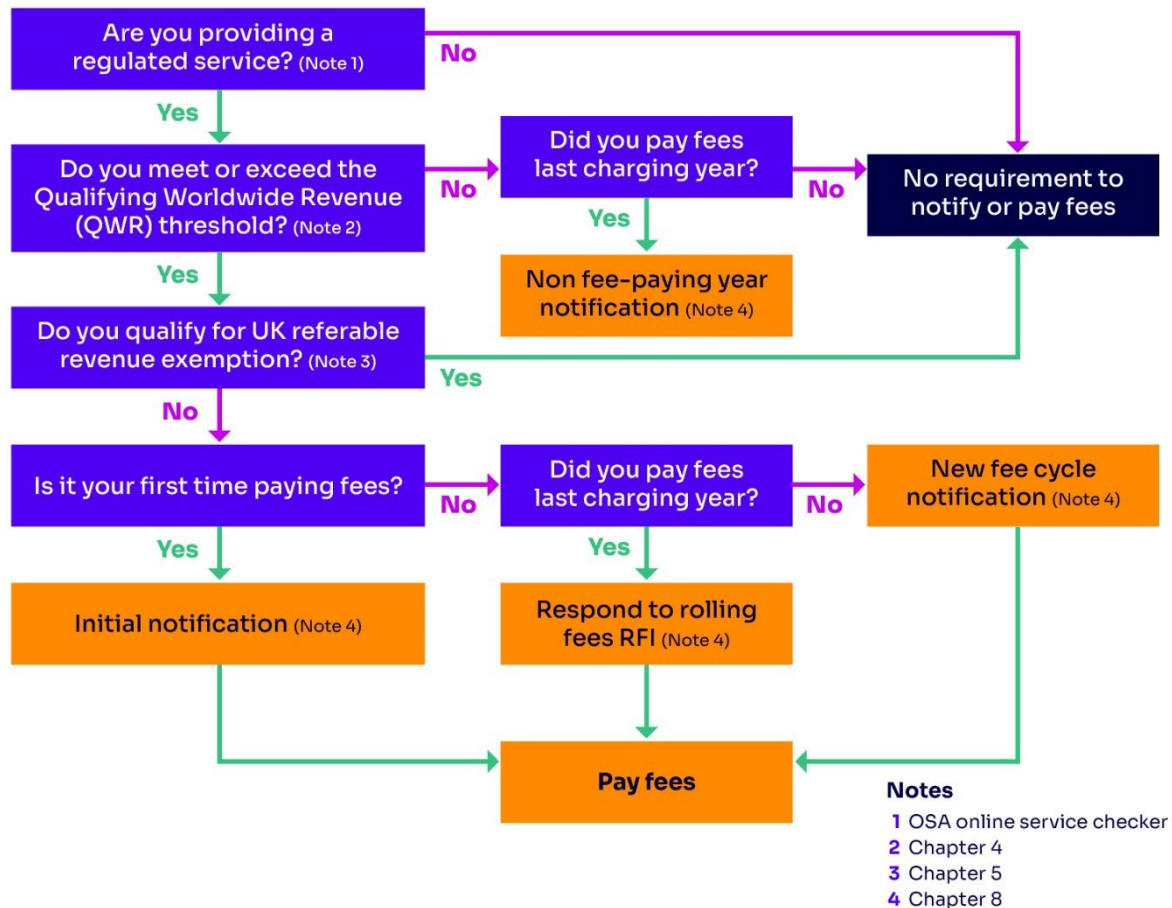 Are you providing a
regulated service? (Note 1)
No
Yes
Do you meet or exceed the
Qualifying Worldwide Revenue
(QWR) threshold? (Note 2)
No
Did you pay fees
last charging year?
No
No requirement to
notify or pay fees
Yes
Yes
Non fee-paying year
notification (Note 4)
Do you qualify for UK referable
revenue exemption? (Note 3)
Yes
No
Is it your first time paying fees?
No
Did you pay fees
last charging year?
No
New fee cycle
notification (Note 4)
Yes
Yes
Initial notification (Note 4)
Respond to rolling
fees RFI (Note 4)
Pay fees
Notes
1 OSA online service checker
2 Chapter 4
3 Chapter 5
4 Chapter 8